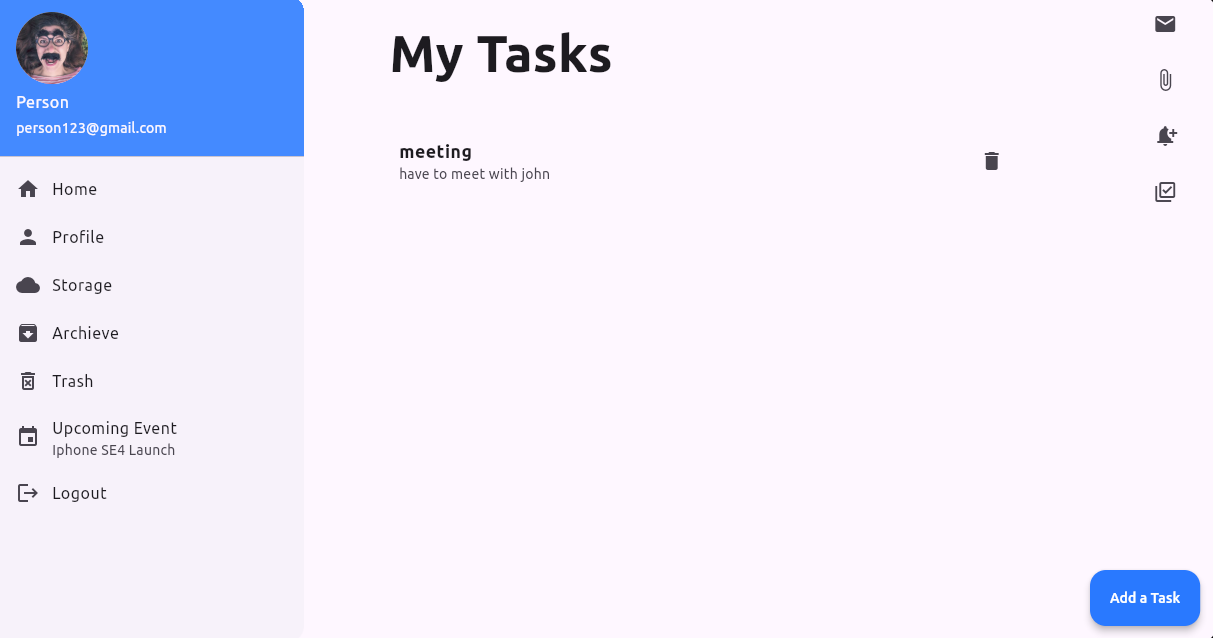 Person
person123@gmail.com
Home
Profile
Storage
Archieve
Trash
Upcoming Event
Iphone SE4 Launch
Logout
My Tasks
meeting
have to meet with john
Add a Task